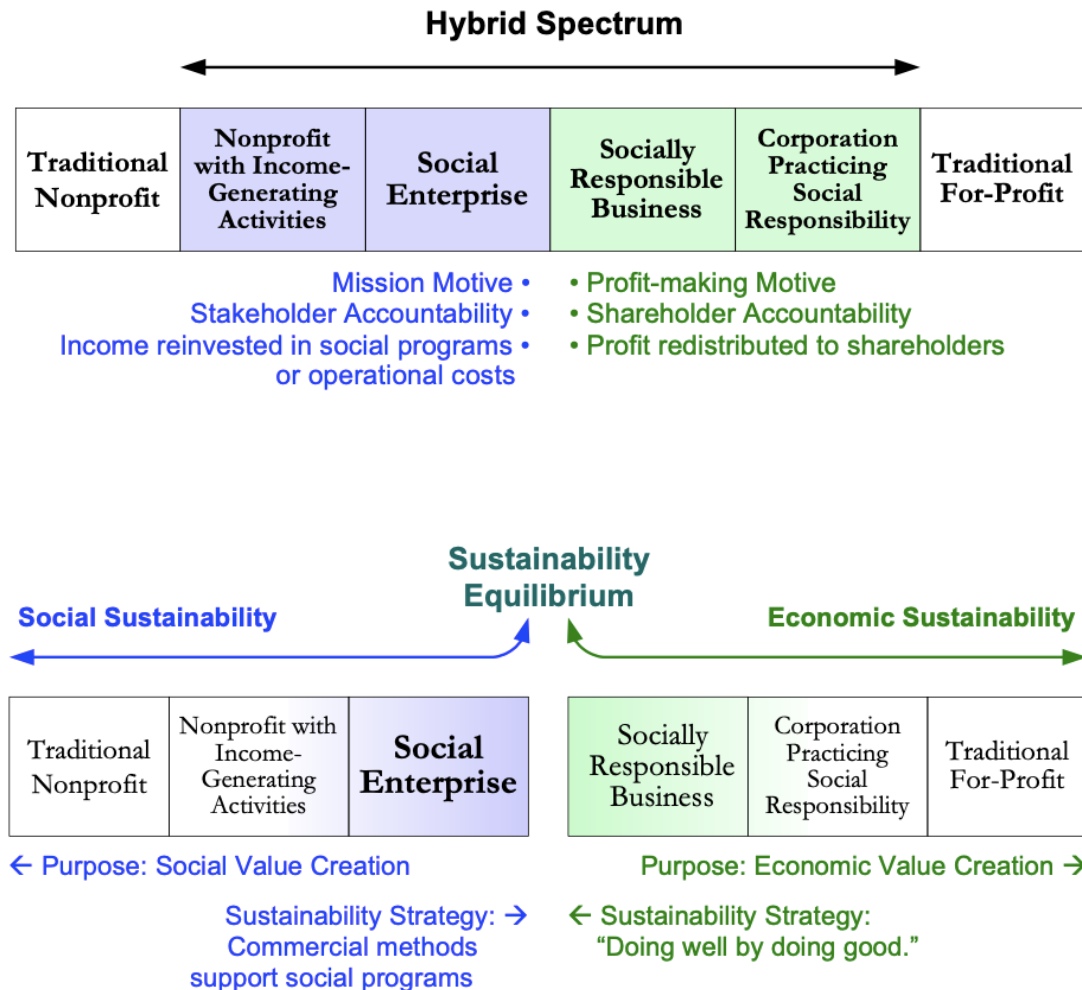 Hybrid Spectrum
Traditional
Nonprofit
Nonprofit
with Income-
Generating
Activities
Social
Enterprise
Socially
Responsible
Business
Corporation
Practicing
Social
Responsibility
Traditional
For-Profit
Mission Motive •
Stakeholder Accountability •
Income reinvested in social programs •
or operational costs
• Profit-making Motive
• Shareholder Accountability
• Profit redistributed to shareholders
Sustainability
Equilibrium
Social Sustainability
Economic Sustainability
Traditional
Nonprofit
Nonprofit with
Income-
Generating
Activities
Social
Enterprise
Socially
Responsible
Business
Corporation
Practicing
Social
Responsibility
Traditional
For-Profit
← Purpose: Social Value Creation
Purpose: Economic Value Creation →
Sustainability Strategy: →
Commercial methods
support social programs
← Sustainability Strategy:
“Doing well by doing good.”